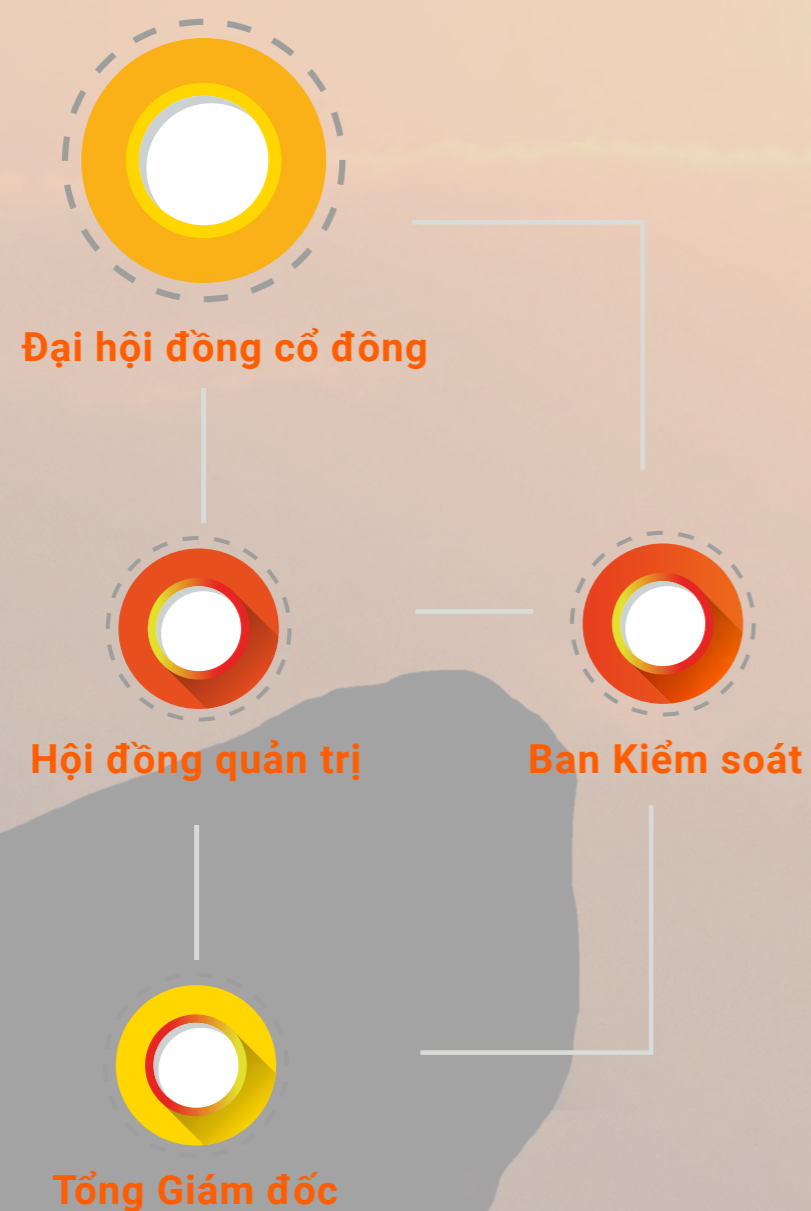 Đại hội đồng cổ đông
Hội đồng quản trị
Ban Kiểm soát
Tổng Giám đốc